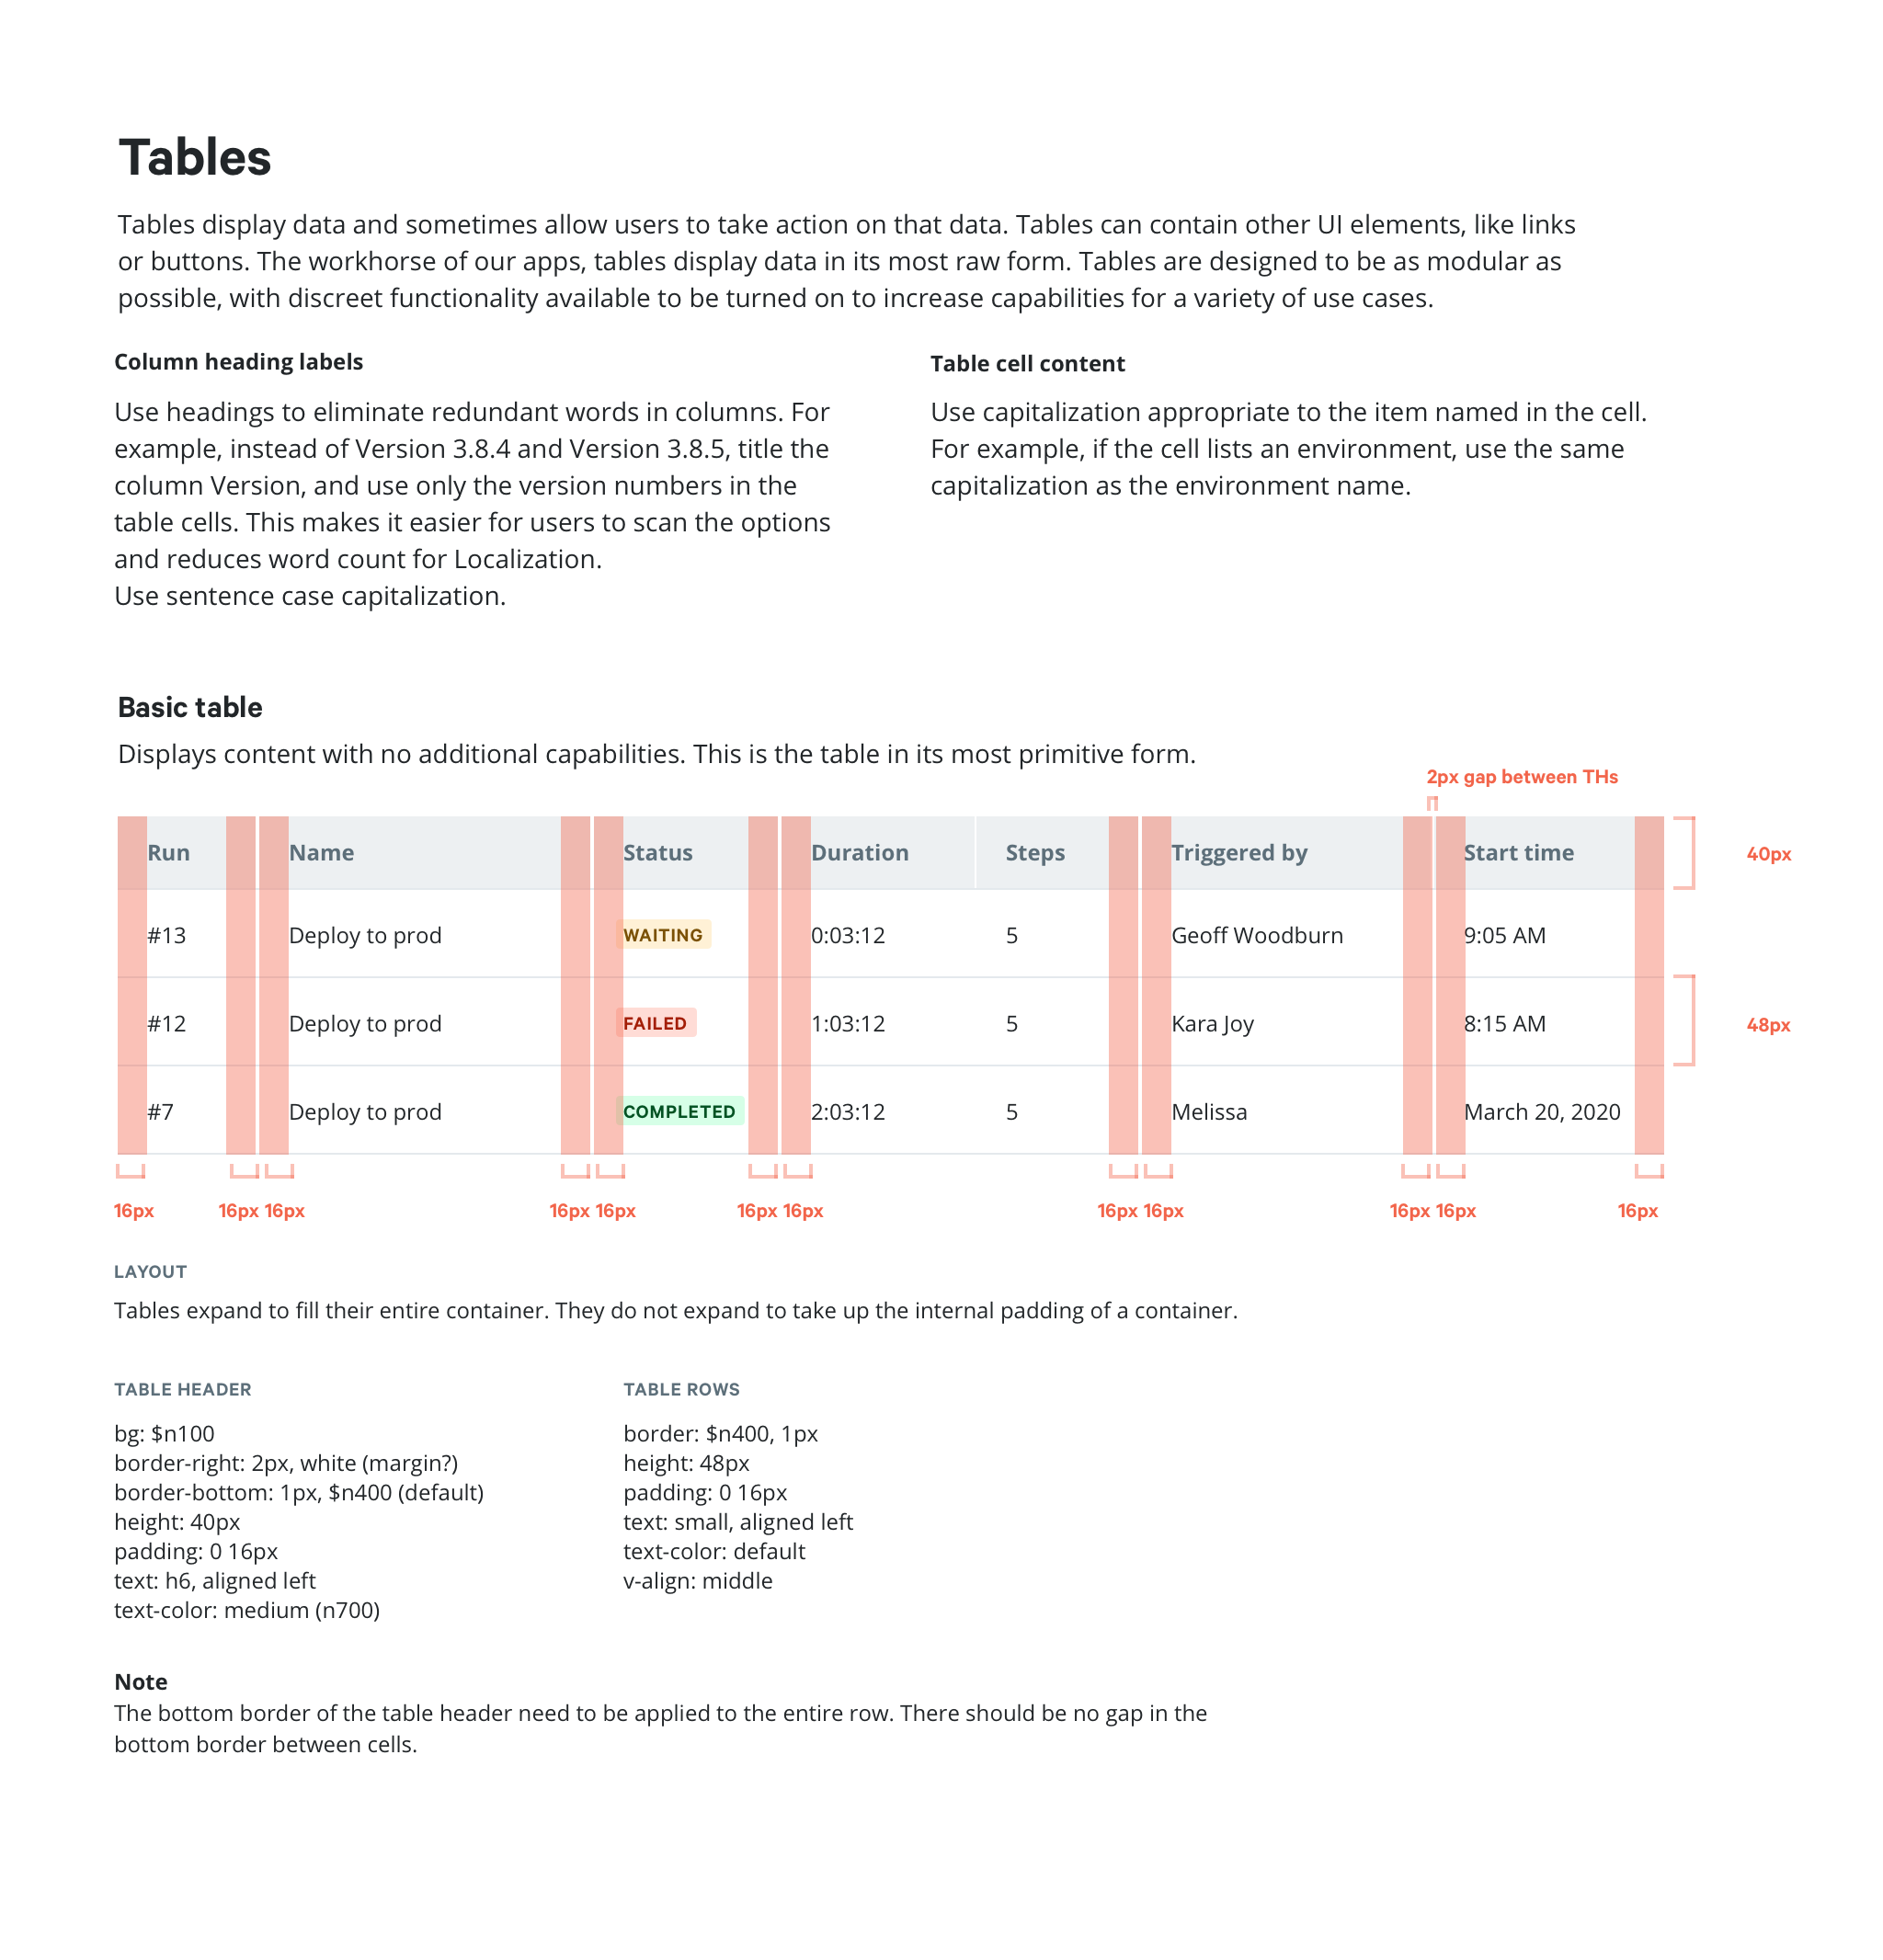 Tables
Tables display data and sometimes allow users to take action on that data. Tables can contain other UI elements, like links
or buttons. The workhorse of our apps, tables display data in its most raw form. Tables are designed to be as modular as
possible, with discreet functionality available to be turned on to increase capabilities for a variety of use cases.
Column heading labels
Use headings to eliminate redundant words in columns. For
example, instead of Version 3.8.4 and Version 3.8.5, title the
column Version, and use only the version numbers in the
table cells. This makes it easier for users to scan the options
and reduces word count for Localization.
Use sentence case capitalization.
Table cell content
Use capitalization appropriate to the item named in the cell.
For example, if the cell lists an environment, use the same
capitalization as the environment name.
Basic table
Displays content with no additional capabilities. This is the table in its most primitive form.
2px gap between THs
Run Name Status Duration Steps Triggered by Start time 40px
#13 Deploy to prod WAITING 0:03:12 5 Geoff Woodburn 9:05 AM
#12 Deploy to prod FAILED 1:03:12 5 Kara Joy 8:15 AM 48px
#7 Deploy to prod COMPLETED 2:03:12 5 Melissa March 20, 2020
16px 16px 16px 16px 16px 16px 16px 16px 16px 16px 16px 16px
LAYOUT
Tables expand to fill their entire container. They do not expand to take up the internal padding of a container.
TABLE HEADER
bg: $n100
border-right: 2px, white (margin?)
border-bottom: 1px, $n400 (default)
height: 40px
padding: 0 16px
text: h6, aligned left
text-color: medium (n700)
TABLE ROWS
border: $n400, 1px
height: 48px
padding: 0 16px
text: small, aligned left
text-color: default
v-align: middle
Note
The bottom border of the table header need to be applied to the entire row. There should be no gap in the
bottom border between cells.